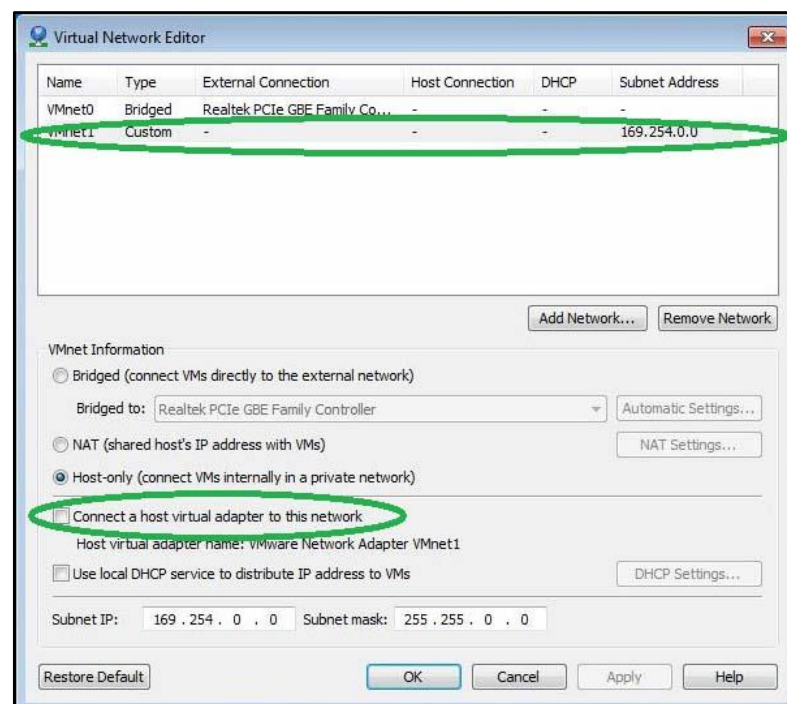 Virtual Network Editor
Name Type External Connection Host Connection DHCP Subnet Address
VMnet0 Bridged Realtek PCIe GBE Family Co... - - -
VMnet1 Custom - - - 169.254.0.0
Add Network... Remove Network
VMnet Information
Bridged (connect VMs directly to the external network)
Bridged to: Realtek PCIe GBE Family Controller Automatic Settings...
NAT (shared host's IP address with VMs) NAT Settings...
Host-only (connect VMs internally in a private network)
Connect a host virtual adapter to this network
Host virtual adapter name: VMware Network Adapter VMnet1
Use local DHCP service to distribute IP address to VMs DHCP Settings...
Subnet IP: 169 . 254 . 0 . 0 Subnet mask: 255 . 255 . 0 . 0
Restore Default OK Cancel Apply Help